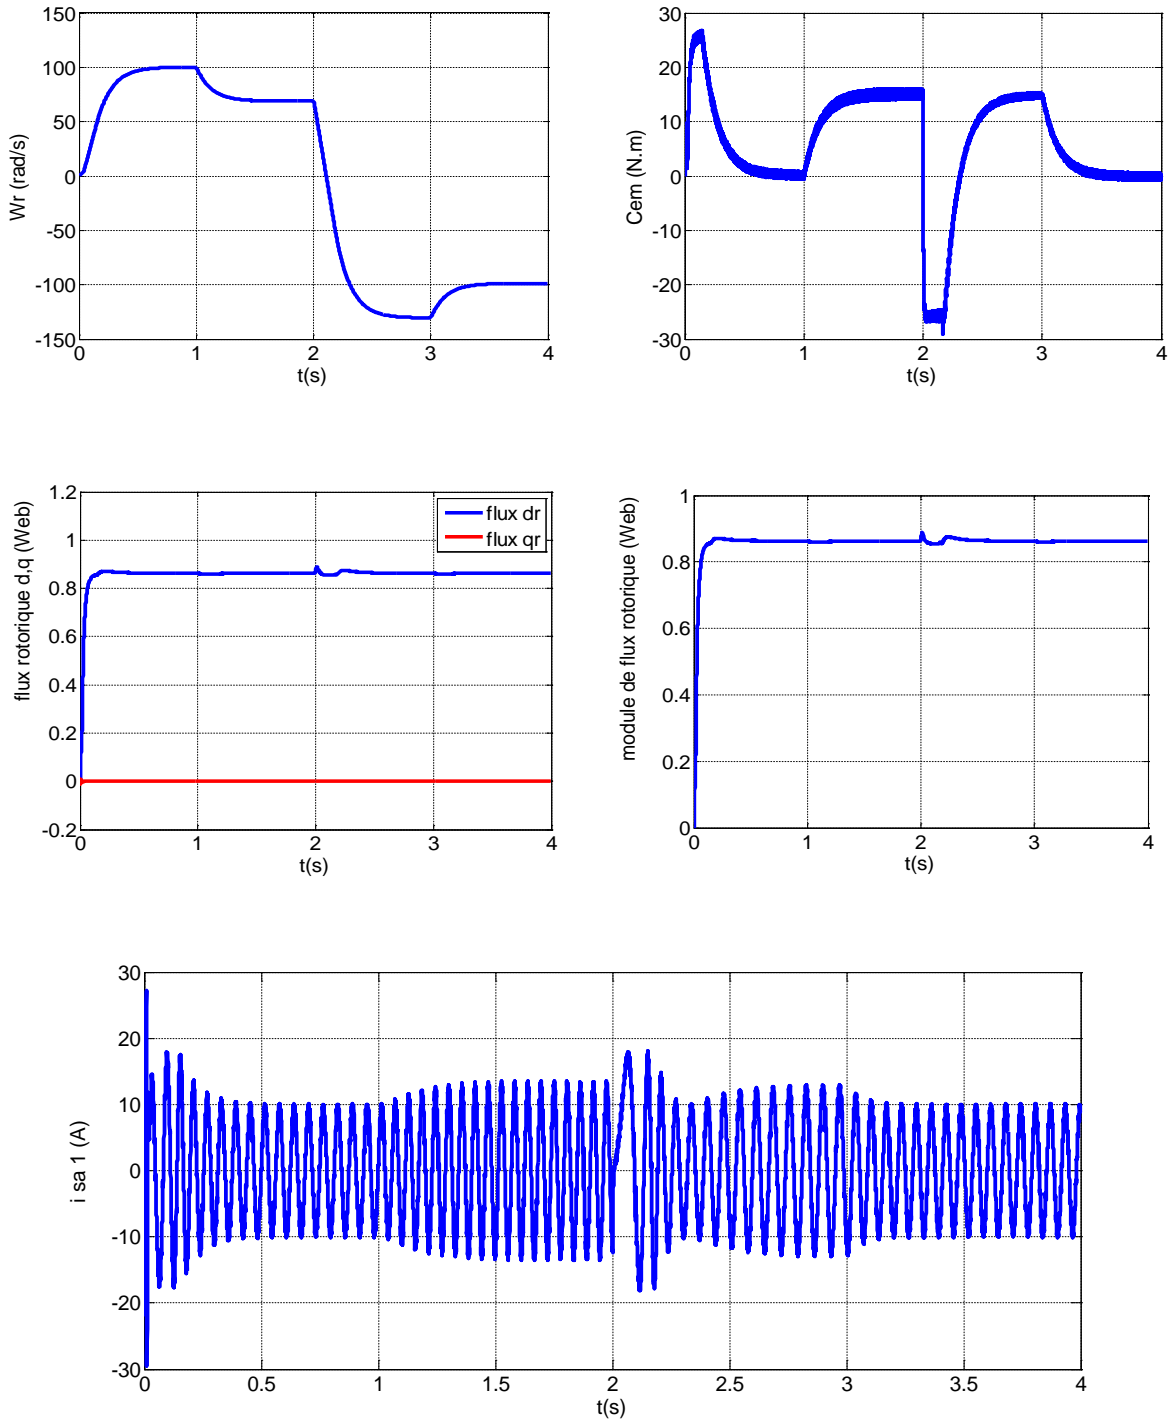 150
100
50
0
-50
-100
-150
0 1 2 3 4
t(s)
Wr (rad/s)
30
20
10
0
-10
-20
-30
0 1 2 3 4
t(s)
Cem (N.m)
1.2
1
0.8
0.6
0.4
0.2
0
-0.2
0 1 2 3 4
t(s)
flux rotorique d,q (Web)
flux dr
flux qr
1
0.8
0.6
0.4
0.2
0
0 1 2 3 4
t(s)
module de flux rotorique (Web)
30
20
10
0
-10
-20
-30
0 0.5 1 1.5 2 2.5 3 3.5 4
t(s)
i sa 1 (A)